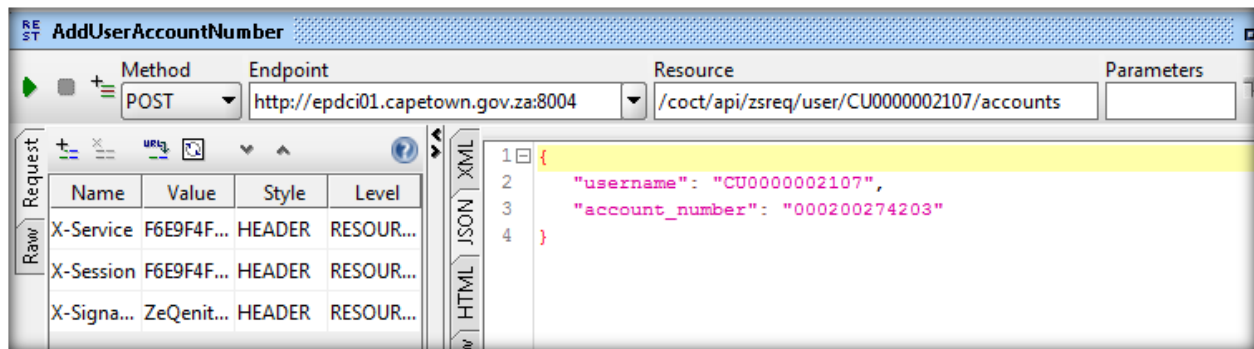 REST AddUserAccountNumber
Method Endpoint Resource Parameters
POST http://epdci01.capetown.gov.za:8004 /coct/api/zsreq/user/CU0000002107/accounts
Request
Raw
URL
Name Value Style Level
X-Service F6E9F4F... HEADER RESOUR...
X-Session F6E9F4F... HEADER RESOUR...
X-Signa... ZeQenit... HEADER RESOUR...
XML
JSON
HTML
1 {
2 "username": "CU0000002107",
3 "account_number": "000200274203"
4 }